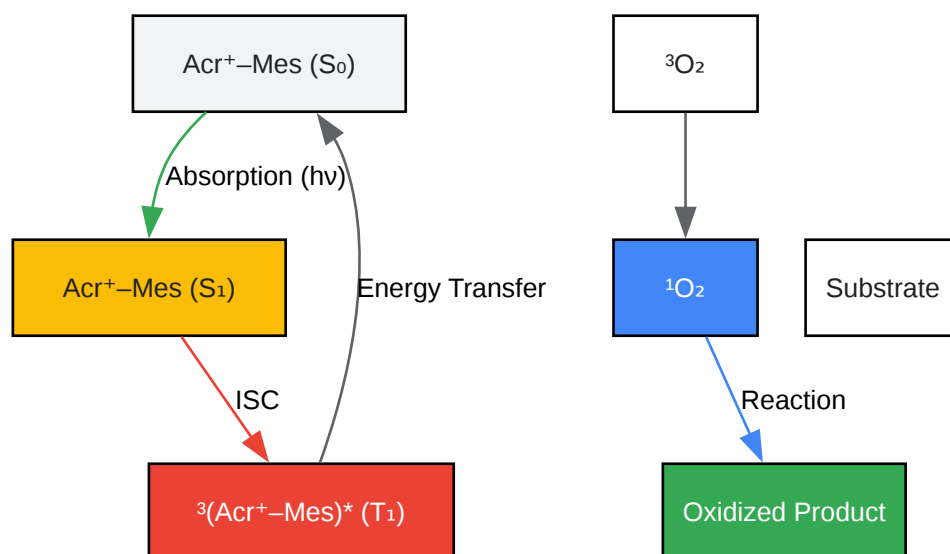 Acr⁺–Mes (S₀)
³O₂
Absorption (hν)
Acr⁺–Mes (S₁)
Energy Transfer
¹O₂
Substrate
ISC
Reaction
³(Acr⁺–Mes)* (T₁)
Oxidized Product